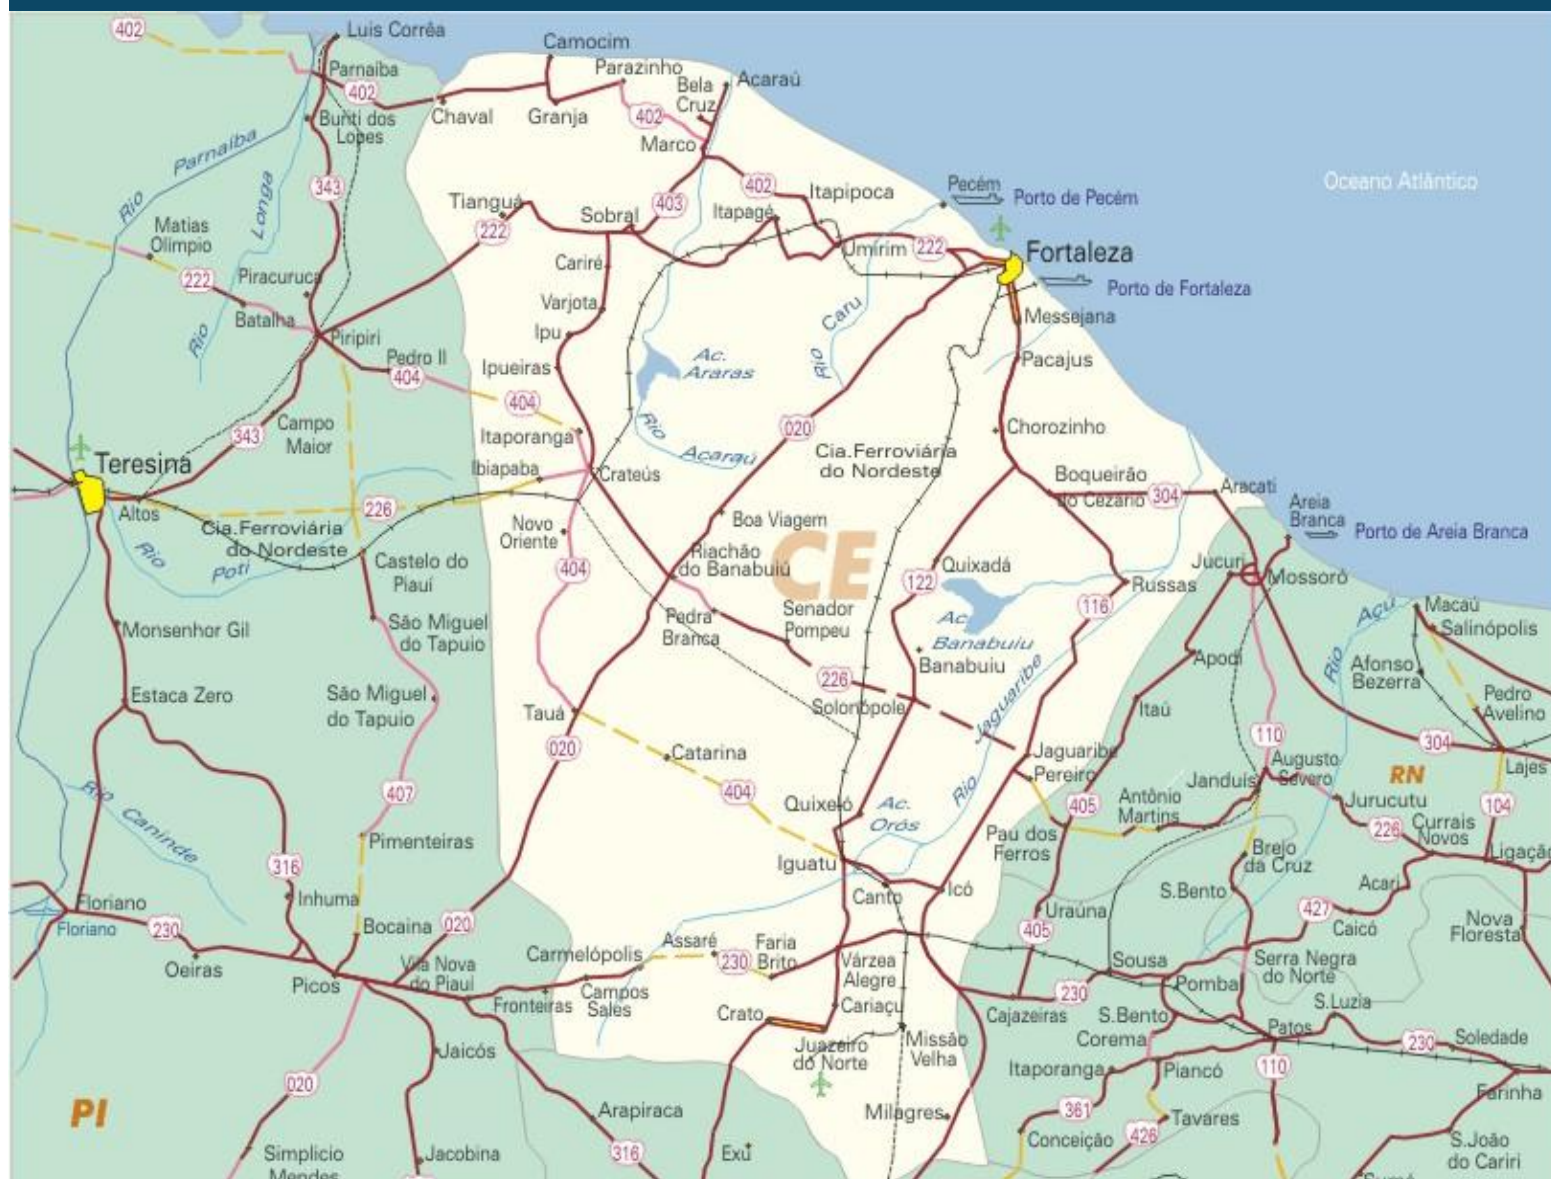 402
Luis Corrêa
Camocim
Parnaíba
402
Parazinho
Bela
Cruz
Acaraú
Chaval
Granja
402
Buriti dos
Lopes
Marco
Rio Parnaíba
Rio Longa
343
Tianguá
222
Sobral
403
402
Itapipoca
Itapagé
Pecém
Porto de Pecém
Oceano Atlântico
Matias
Olímpio
222
Piracuruca
Batalha
Cariré
Umirim
222
Fortaleza
Porto de Fortaleza
Varjota
Ipu
Piripiri
Pedro II
404
Ipueiras
Ac.
Araras
Rio Caru
Messejana
Pacajus
404
Itaporanga
Rio Acaraú
020
Chorozinho
Campo
Maior
343
Teresina
Altos
Ibiapaba
Crateús
Cia.Ferroviária
do Nordeste
Boqueirão
do Cezário
304
Aracati
Areia
Branca
Porto de Areia Branca
226
Cia.Ferroviária
do Nordeste
Rio Poti
Novo
Oriente
404
Boa Viagem
Riachão
do Banabuiú
CE
Castelo do
Piauí
Quixadá
122
Russas
116
Jucuri
Mossoró
Monsenhor Gil
São Miguel
do Tapuio
Pedra
Branca
Senador
Pompeu
Ac.
Banabuiu
Banabuiu
Rio Jaguaribe
Apodi
Rio Açu
Macaú
Salinópolis
Afonso
Bezerra
Pedro
Avelino
Estaca Zero
São Miguel
do Tapuio
Tauá
020
226
Solonópole
Itaú
110
304
Lajes
Catarina
404
Jaguaribe
Pereiro
405
Augusto
Severo
Janduís
RN
Rio Caninde
407
Pimenteiras
Quixeló
Ac.
Orós
Antônio
Martins
Jurucutu
226
Currais
Novos
104
Pau dos
Ferros
316
Iguatu
Brejo
da Cruz
Ligação
Inhuma
Canto
Icó
S.Bento
Acari
Floriano
Floriano
230
Bocaina
020
Uraúna
405
427
Caicó
Nova
Floresta
Oeiras
Picos
Vila Nova
do Piauí
Carmelópolis
Assaré
230
Faria
Brito
Várzea
Alegre
Sousa
Serra Negra
do Norte
Fronteiras
Campos
Sales
Crato
Cariaçu
Cajazeiras
230
Pombal
S.Bento
S.Luzia
Patos
Jaicós
Juazeiro
do Norte
Missão
Velha
Corema
Itaporanga
Piancó
110
230
Soledade
020
Farinha
PI
Arapiraca
Milagres
361
Tavares
426
Conceição
Simplicio
Mendes
Jacobina
316
Exú
S.João
do Cariri